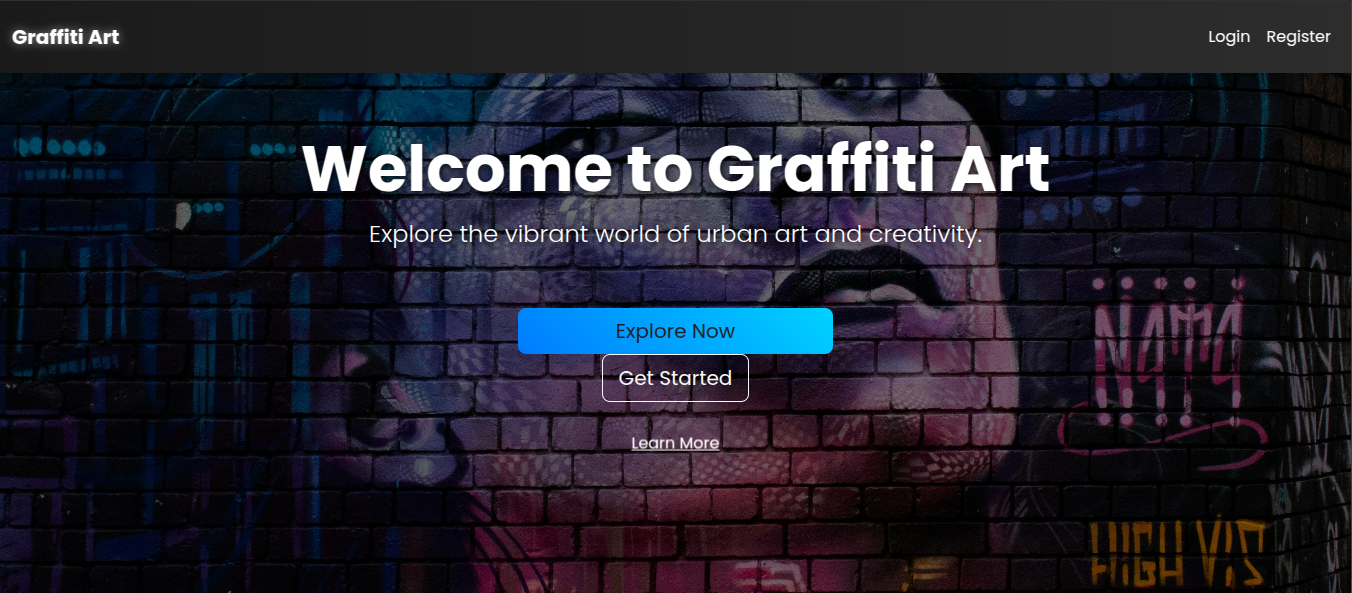 Graffiti Art
Login Register
Welcome to Graffiti Art
Explore the vibrant world of urban art and creativity.
Explore Now
Get Started
Learn More
HIGH VIS